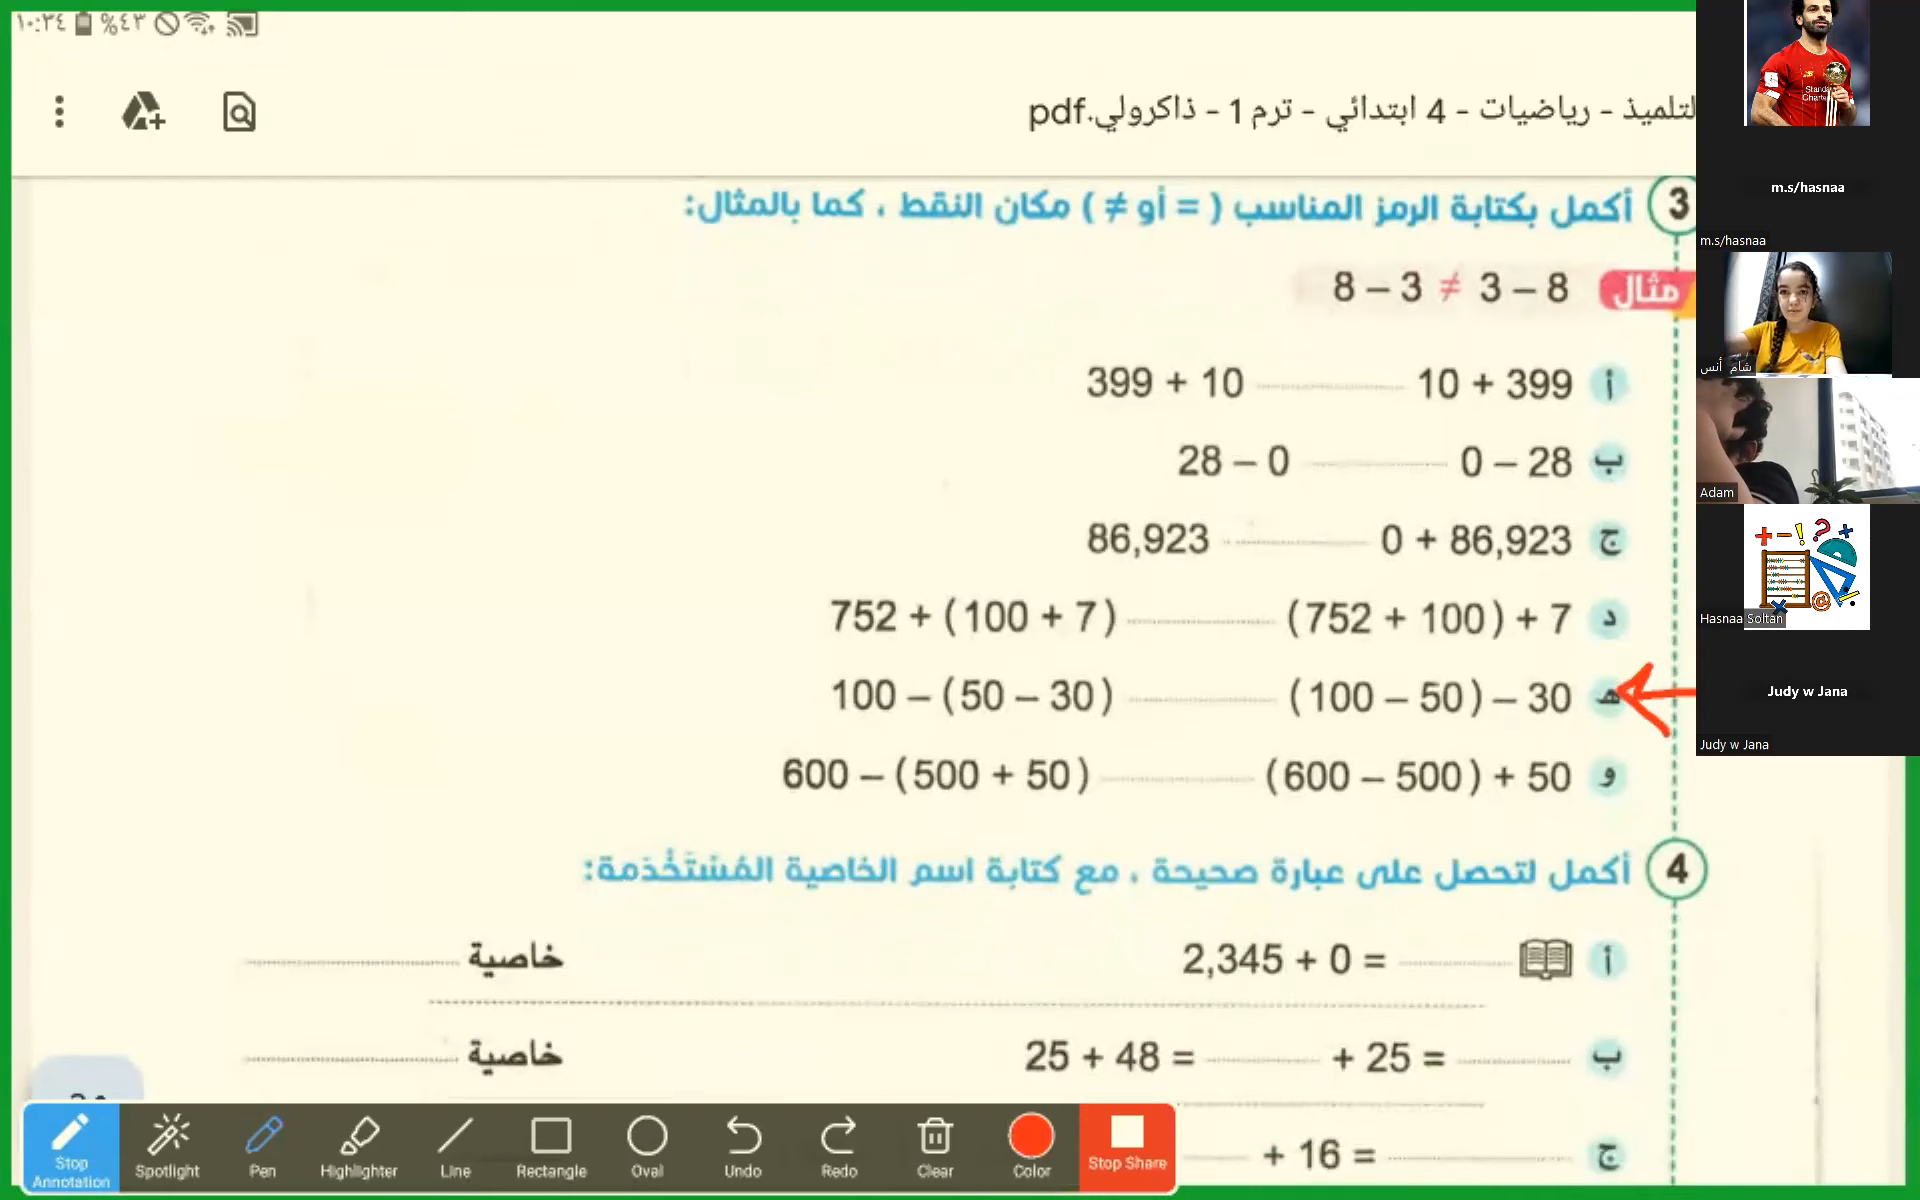 ١٠:٣٤ %٤٣
لتلميذ - رياضيات - 4 ابتدائي - ترم 1 - ذاكرولي.pdf
3 أكمل بكتابة الرمز المناسب ( = أو ≠ ) مكان النقط ، كما بالمثال:
مثال 8 – 3 ≠ 3 – 8
أ 399 + 10 ............ 10 + 399
ب 28 – 0 ............ 0 – 28
ج 86,923 ............ 0 + 86,923
د 752 + (100 + 7) ............ (752 + 100) + 7
هـ 100 – (50 – 30) ............ (100 – 50) – 30
و 600 – (500 + 50) ............ (600 – 500) + 50
4 أكمل لتحصل على عبارة صحيحة ، مع كتابة اسم الخاصية المُسْتَخْدَمة:
أ 2,345 + 0 = ............ خاصية ............
ب 25 + 48 = ............ + 25 = ............ خاصية ............
ج ............ + 16 = ............
Stop Annotation
Spotlight
Pen
Highlighter
Line
Rectangle
Oval
Undo
Redo
Clear
Color
Stop Share
Standa
Charte
m.s/hasnaa
m.s/hasnaa
شام أنس
Adam
Hasnaa Soltan
Judy w Jana
Judy w Jana